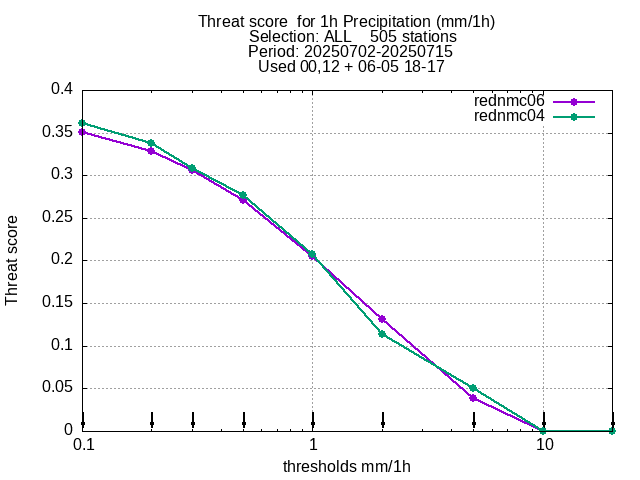 Threat score  for 1h Precipitation (mm/1h)
Selection: ALL    505 stations
Period: 20250702-20250715
Used 00,12 + 06-05 18-17
rednmc06
rednmc04
0.4
0.35
0.3
0.25
0.2
0.15
0.1
0.05
0
Threat score
0.1 1 10
thresholds mm/1h